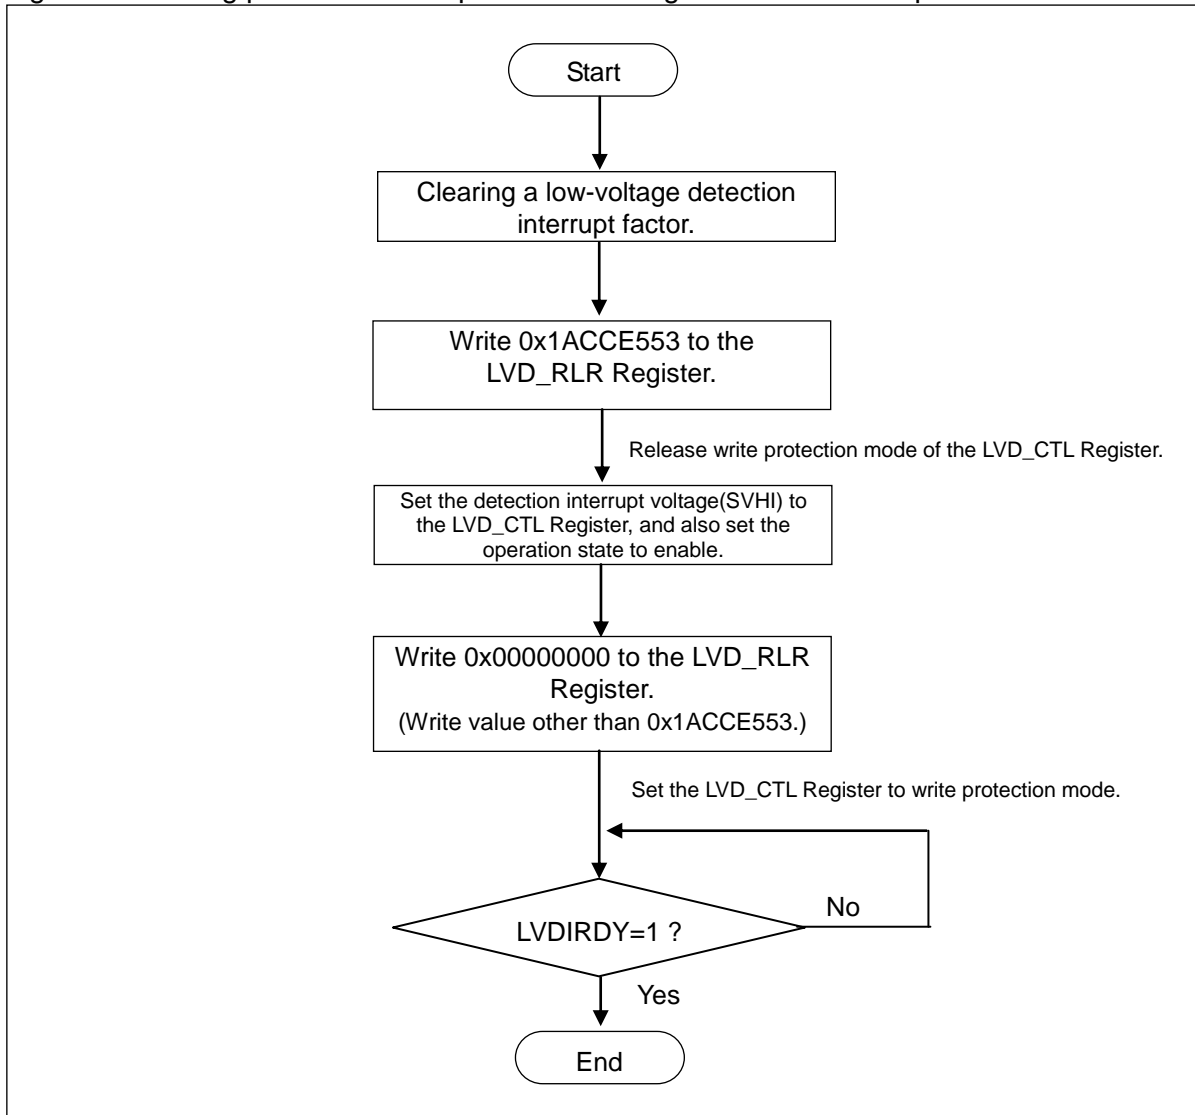 Start
Clearing a low-voltage detection
interrupt factor.
Write 0x1ACCE553 to the
LVD_RLR Register.
Release write protection mode of the LVD_CTL Register.
Set the detection interrupt voltage(SVHI) to
the LVD_CTL Register, and also set the
operation state to enable.
Write 0x00000000 to the LVD_RLR
Register.
(Write value other than 0x1ACCE553.)
Set the LVD_CTL Register to write protection mode.
No
LVDIRDY=1 ?
Yes
End